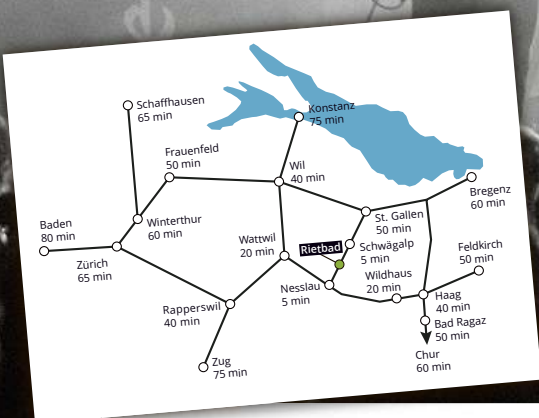 Schaffhausen
65 min
Konstanz
75 min
Frauenfeld
50 min
Wil
40 min
Bregenz
60 min
Baden
80 min
Winterthur
60 min
St. Gallen
50 min
Zürich
65 min
Wattwil
20 min
Rietbad
Schwägalp
5 min
Feldkirch
50 min
Wildhaus
20 min
Nesslau
5 min
Rapperswil
40 min
Haag
40 min
Bad Ragaz
50 min
Zug
75 min
Chur
60 min